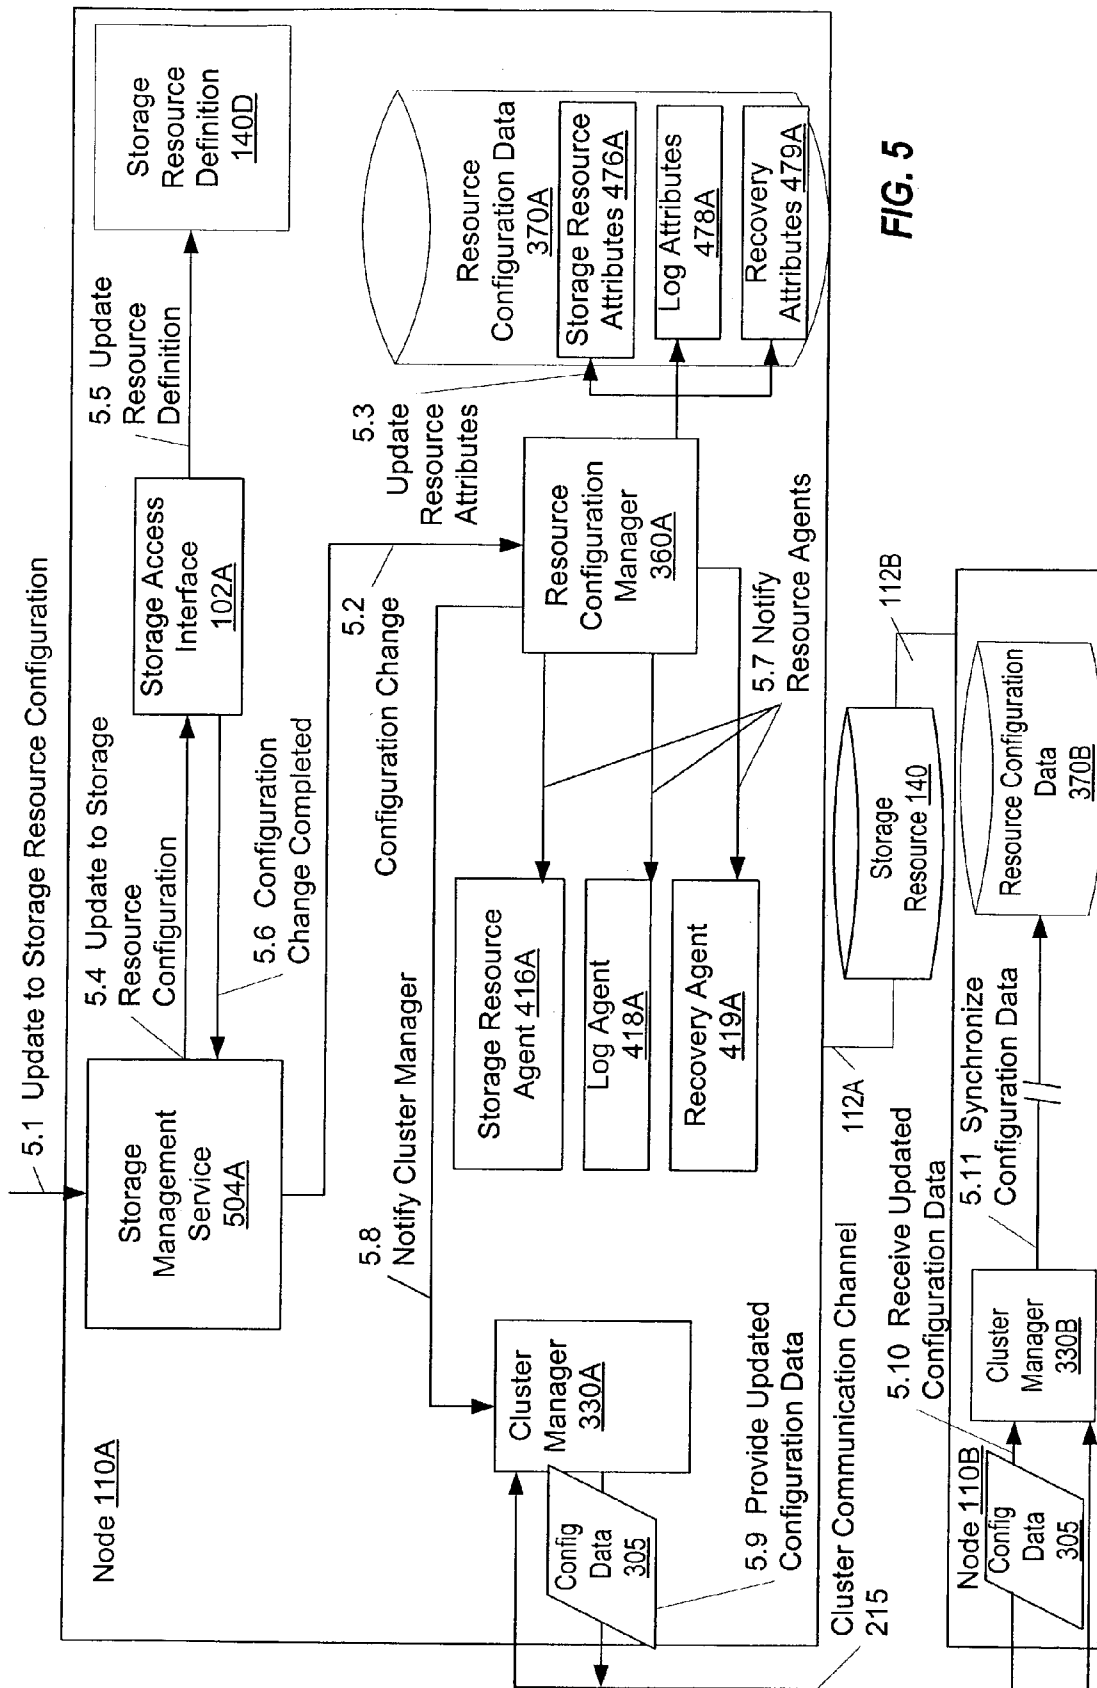 5.1 Update to Storage Resource Configuration
Node 110A
Storage
Management
Service
504A
5.4 Update to Storage
Resource
Configuration
5.6 Configuration
Change Completed
Storage Access
Interface
102A
5.5 Update
Resource
Definition
Storage
Resource
Definition
140D
5.2
Configuration Change
5.8
Notify Cluster Manager
5.3
Update
Resource
Attributes
Resource
Configuration Data
370A
Storage Resource
Attributes 476A
Log Attributes
478A
Recovery
Attributes 479A
Resource
Configuration
Manager
360A
Cluster
Manager
330A
Storage Resource
Agent 416A
Log Agent
418A
Recovery Agent
419A
5.7 Notify
Resource Agents
Config
Data
305
5.9 Provide Updated
Configuration Data
Cluster Communication Channel
215
112A
Storage
Resource 140
112B
FIG. 5
Node 110B
Config
Data
305
5.10 Receive Updated
Configuration Data
Cluster
Manager
330B
5.11 Synchronize
Configuration Data
Resource Configuration
Data
370B